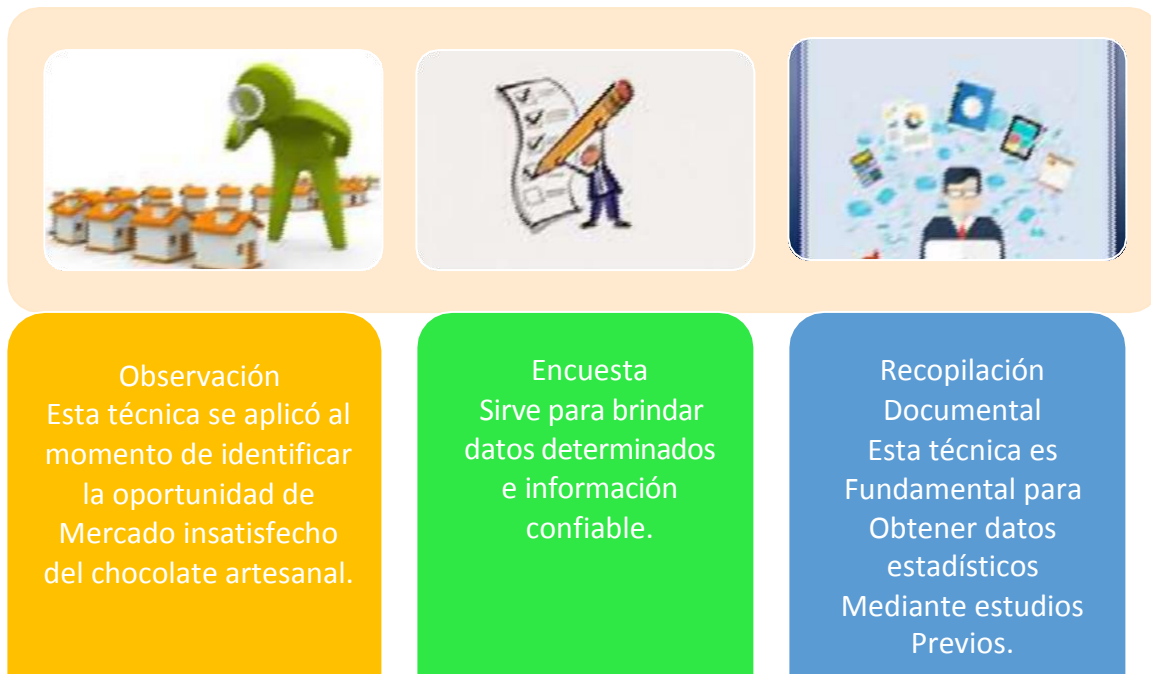 Observación
Esta técnica se aplicó al
momento de identificar
la oportunidad de
Mercado insatisfecho
del chocolate artesanal.
Encuesta
Sirve para brindar
datos determinados
e información
confiable.
Recopilación
Documental
Esta técnica es
Fundamental para
Obtener datos
estadísticos
Mediante estudios
Previos.